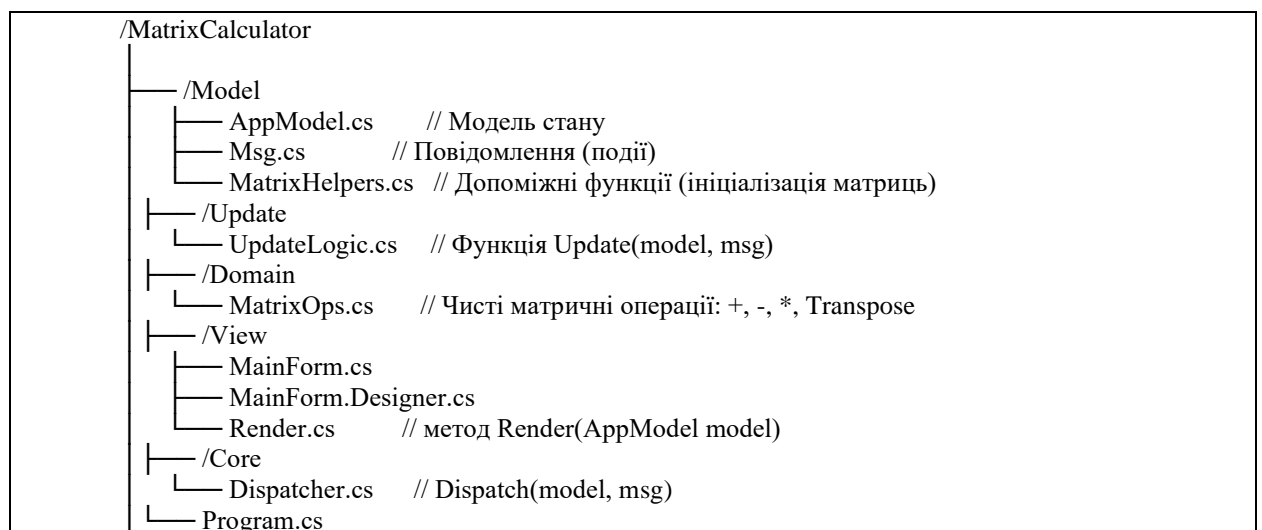 /MatrixCalculator
│
├── /Model
│   ├── AppModel.cs // Модель стану
│   ├── Msg.cs // Повідомлення (події)
│   └── MatrixHelpers.cs // Допоміжні функції (ініціалізація матриць)
│ ├── /Update
│   └── UpdateLogic.cs // Функція Update(model, msg)
│ ├── /Domain
│   └── MatrixOps.cs // Чисті матричні операції: +, -, *, Transpose
│ ├── /View
│   ├── MainForm.cs
│   ├── MainForm.Designer.cs
│   └── Render.cs // метод Render(AppModel model)
│ ├── /Core
│   └── Dispatcher.cs // Dispatch(model, msg)
│ └── Program.cs